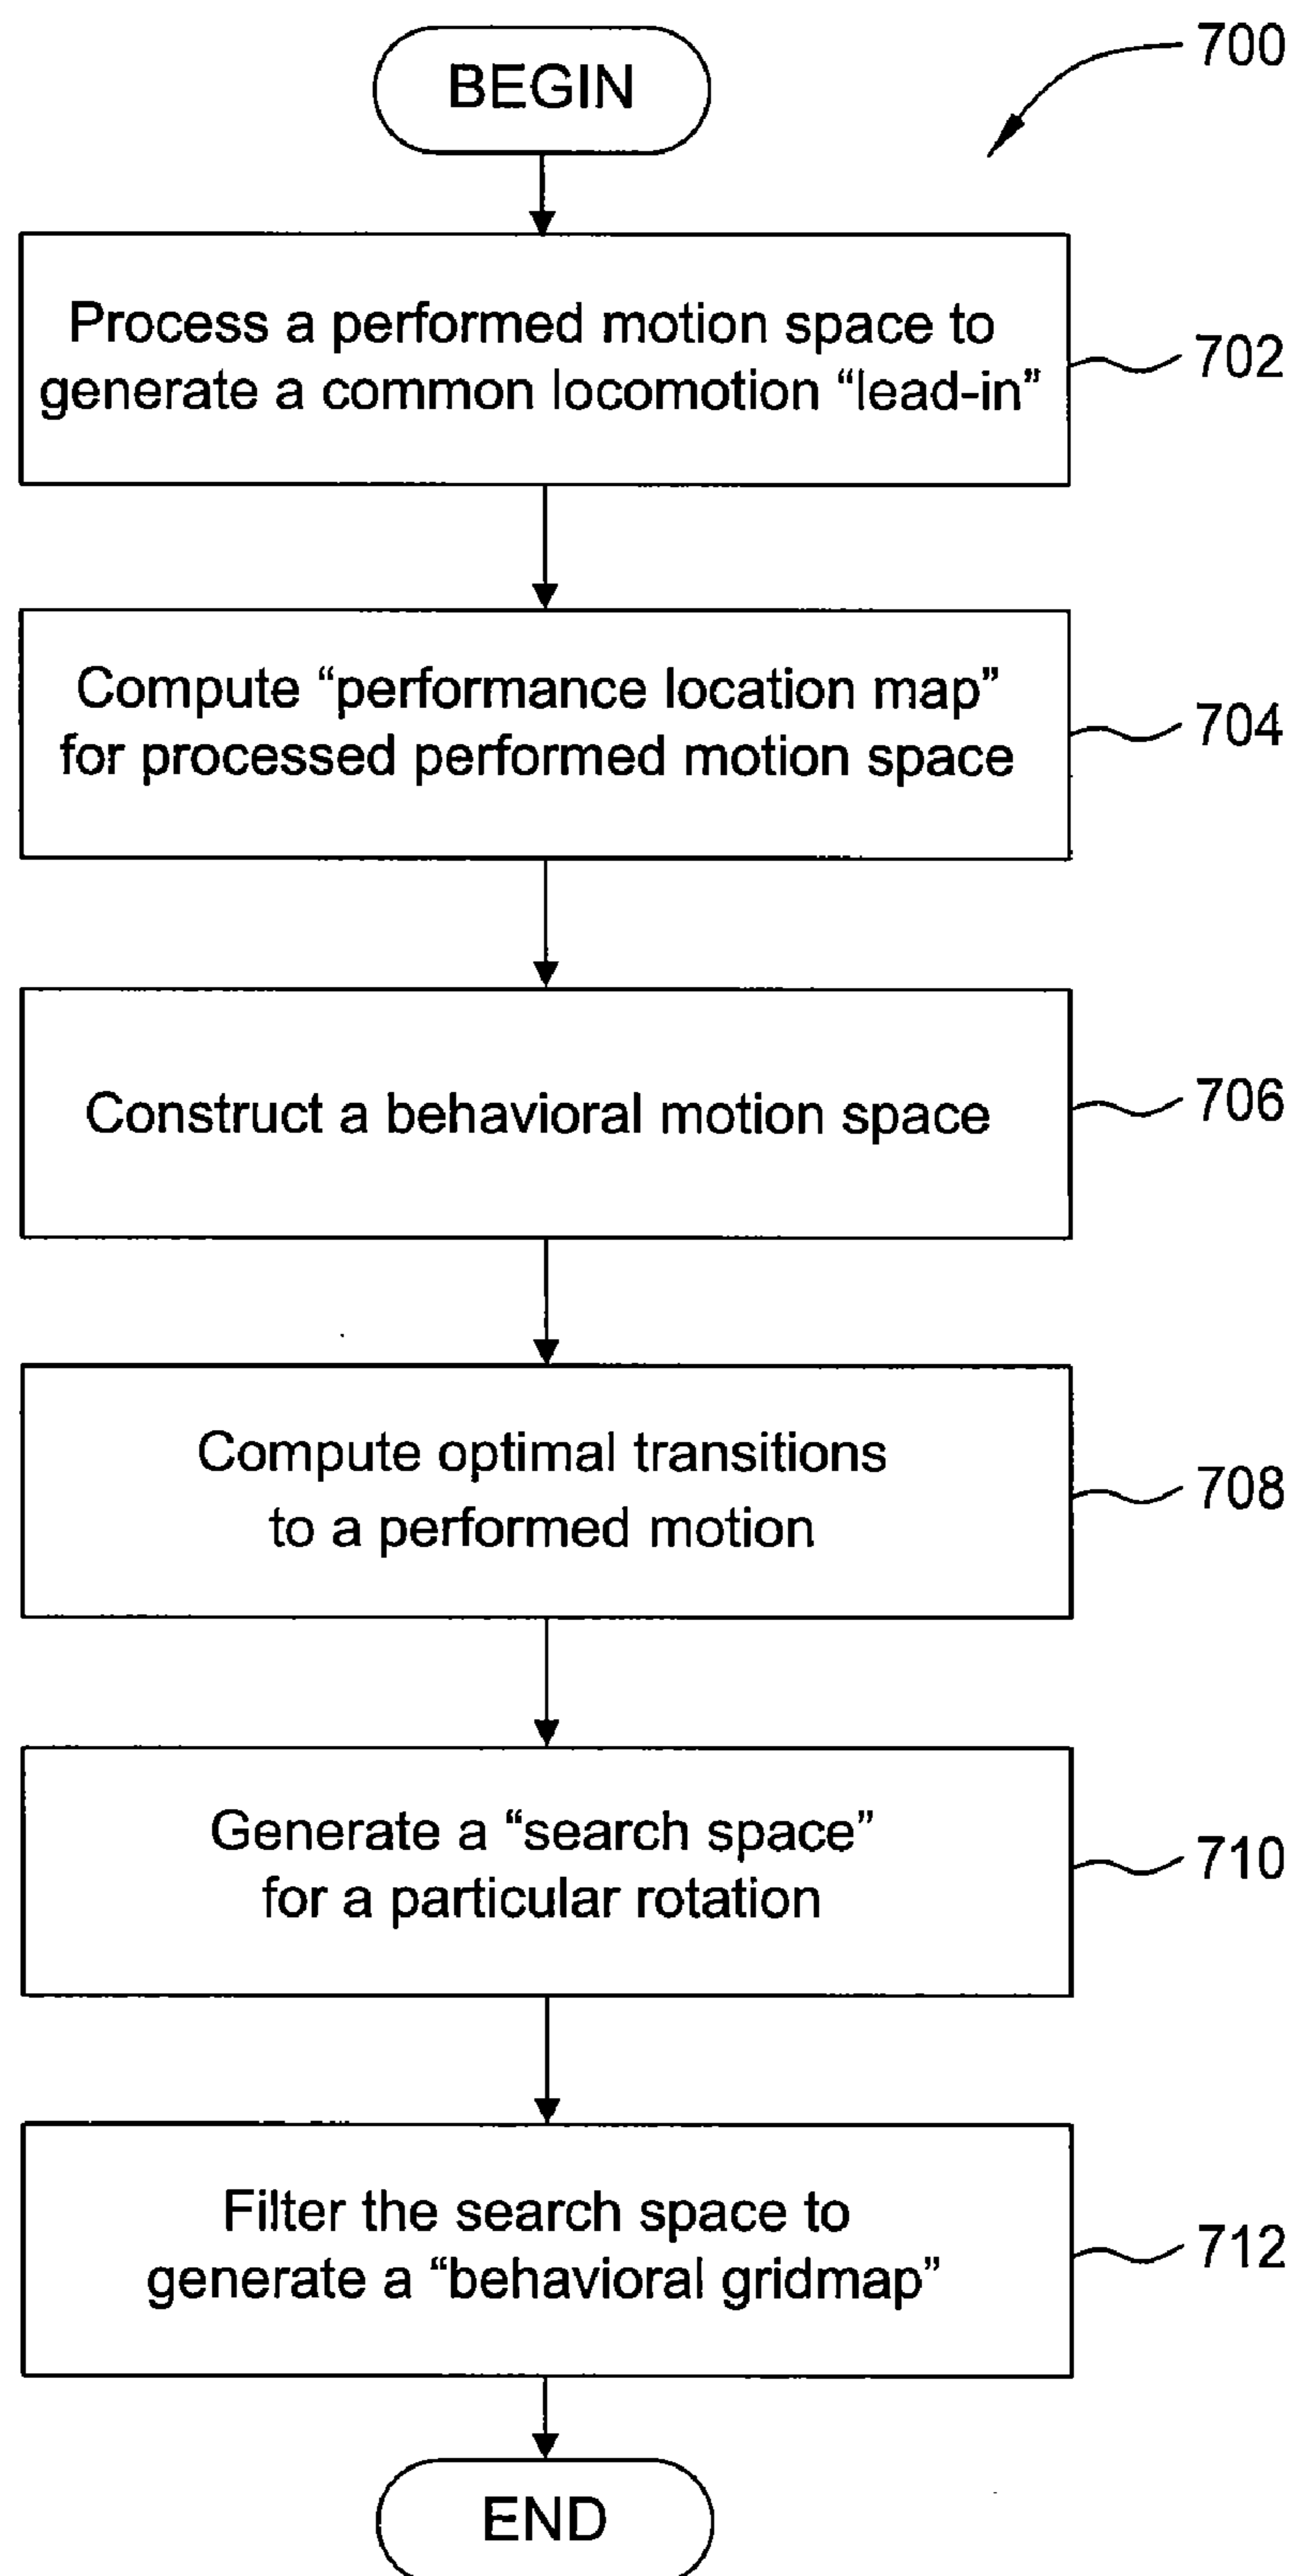 BEGIN
700
Process a performed motion space to
generate a common locomotion “lead-in”
702
Compute “performance location map”
for processed performed motion space
704
Construct a behavioral motion space
706
Compute optimal transitions
to a performed motion
708
Generate a “search space”
for a particular rotation
710
Filter the search space to
generate a “behavioral gridmap”
712
END